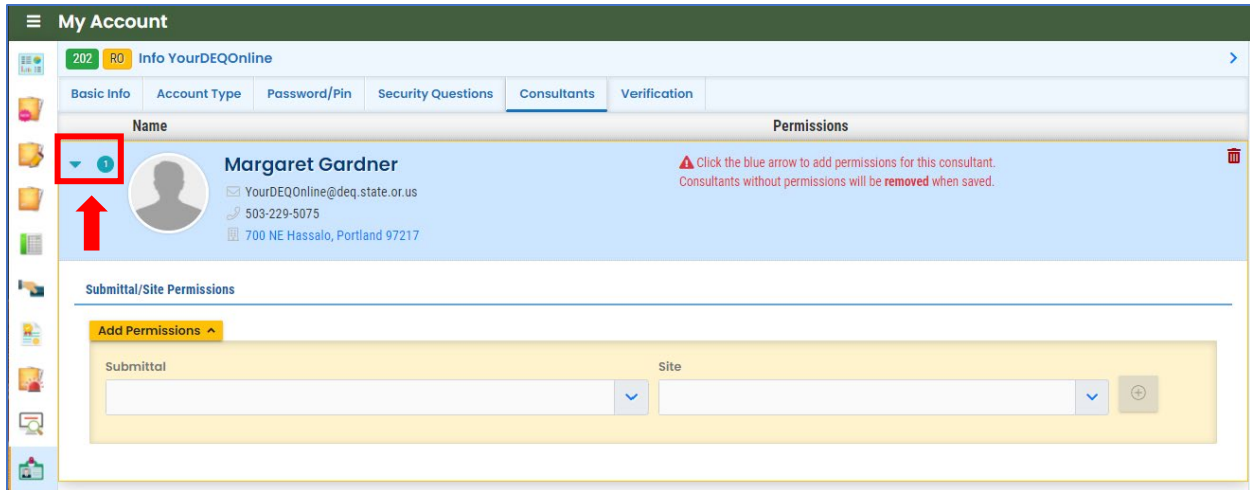 My Account
202 RO Info YourDEQOnline
Basic Info Account Type Password/Pin Security Questions Consultants Verification
Name Permissions
1
Margaret Gardner
YourDEQOnline@deq.state.or.us
503-229-5075
700 NE Hassalo, Portland 97217
Click the blue arrow to add permissions for this consultant.
Consultants without permissions will be removed when saved.
Submittal/Site Permissions
Add Permissions
Submittal Site